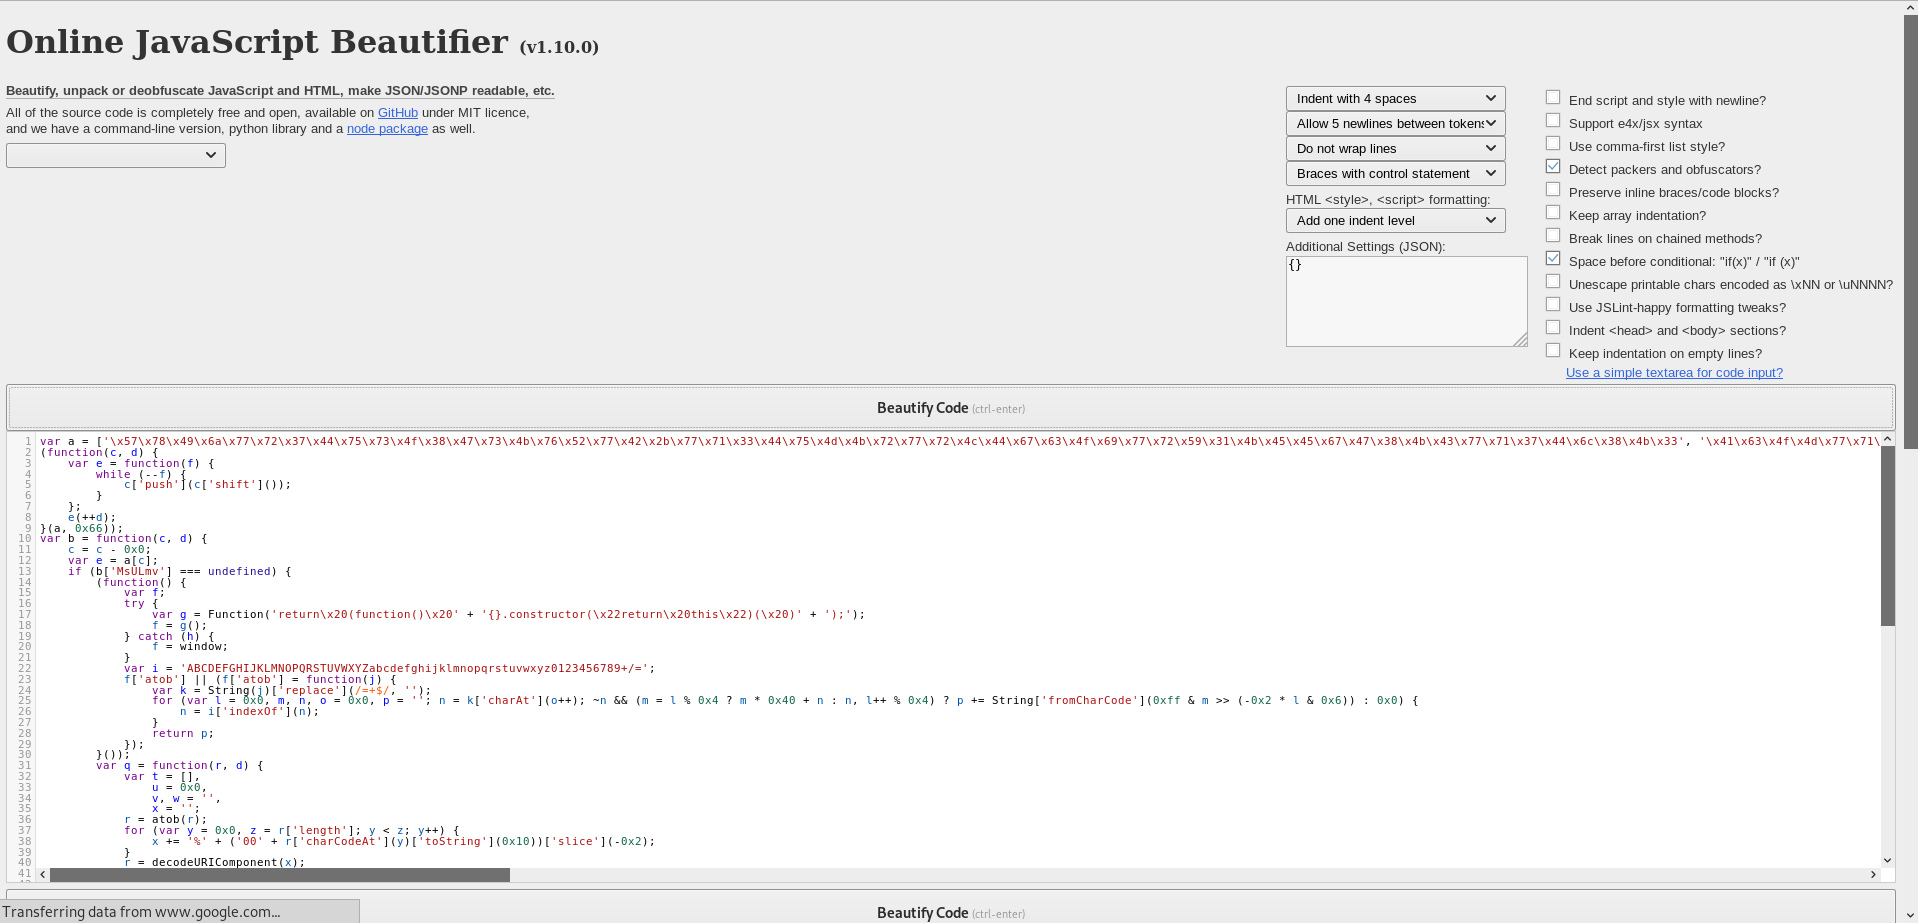 Online JavaScript Beautifier (v1.10.0)
Beautify, unpack or deobfuscate JavaScript and HTML, make JSON/JSONP readable, etc.
All of the source code is completely free and open, available on GitHub under MIT licence,
and we have a command-line version, python library and a node package as well.
Indent with 4 spaces
Allow 5 newlines between tokens
Do not wrap lines
Braces with control statement
HTML <style>, <script> formatting:
Add one indent level
Additional Settings (JSON):
{}
End script and style with newline?
Support e4x/jsx syntax
Use comma-first list style?
Detect packers and obfuscators?
Preserve inline braces/code blocks?
Keep array indentation?
Break lines on chained methods?
Space before conditional: "if(x)" / "if (x)"
Unescape printable chars encoded as \xNN or \uNNNN?
Use JSLint-happy formatting tweaks?
Indent <head> and <body> sections?
Keep indentation on empty lines?
Use a simple textarea for code input?
Beautify Code (ctrl-enter)
1 var a = ['\x57\x78\x49\x6a\x77\x72\x37\x44\x75\x73\x4f\x38\x47\x73\x4b\x76\x52\x77\x42\x2b\x77\x71\x33\x44\x75\x4d\x4b\x72\x77\x72\x4c\x44\x67\x63\x4f\x69\x77\x72\x59\x31\x4b\x45\x45\x67\x47\x38\x4b\x43\x77\x71\x37\x44\x6c\x38\x4b\x33', '\x41\x63\x4f\x4d\x77\x71\
2 (function(c, d) {
3 var e = function(f) {
4 while (--f) {
5 c['push'](c['shift']());
6 }
7 };
8 e(++d);
9 }(a, 0x66));
10 var b = function(c, d) {
11 c = c - 0x0;
12 var e = a[c];
13 if (b['MsULmv'] === undefined) {
14 (function() {
15 var f;
16 try {
17 var g = Function('return\x20(function()\x20' + '{}.constructor(\x22return\x20this\x22)(\x20)' + ');');
18 f = g();
19 } catch (h) {
20 f = window;
21 }
22 var i = 'ABCDEFGHIJKLMNOPQRSTUVWXYZabcdefghijklmnopqrstuvwxyz0123456789+/=';
23 f['atob'] || (f['atob'] = function(j) {
24 var k = String(j)['replace'](/=+$/, '');
25 for (var l = 0x0, m, n, o = 0x0, p = ''; n = k['charAt'](o++); ~n && (m = l % 0x4 ? m * 0x40 + n : n, l++ % 0x4) ? p += String['fromCharCode'](0xff & m >> (-0x2 * l & 0x6)) : 0x0) {
26 n = i['indexOf'](n);
27 }
28 return p;
29 });
30 }());
31 var q = function(r, d) {
32 var t = [],
33 u = 0x0,
34 v, w = '',
35 x = '';
36 r = atob(r);
37 for (var y = 0x0, z = r['length']; y < z; y++) {
38 x += '%' + ('00' + r['charCodeAt'](y)['toString'](0x10))['slice'](-0x2);
39 }
40 r = decodeURIComponent(x);
41
Beautify Code (ctrl-enter)
Transferring data from www.google.com...